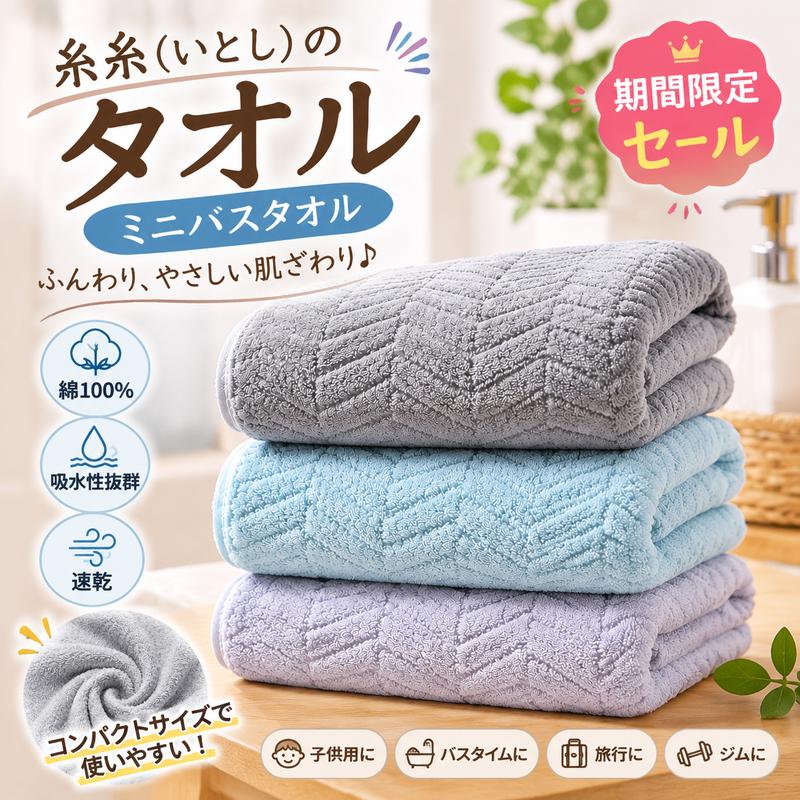 糸糸(いとし)の
タオル
ミニバスタオル
ふんわり、やさしい肌ざわり♪
期間限定
セール
綿100%
吸水性抜群
速乾
コンパクトサイズで
使いやすい!
子供用に
バスタイムに
旅行に
ジムに